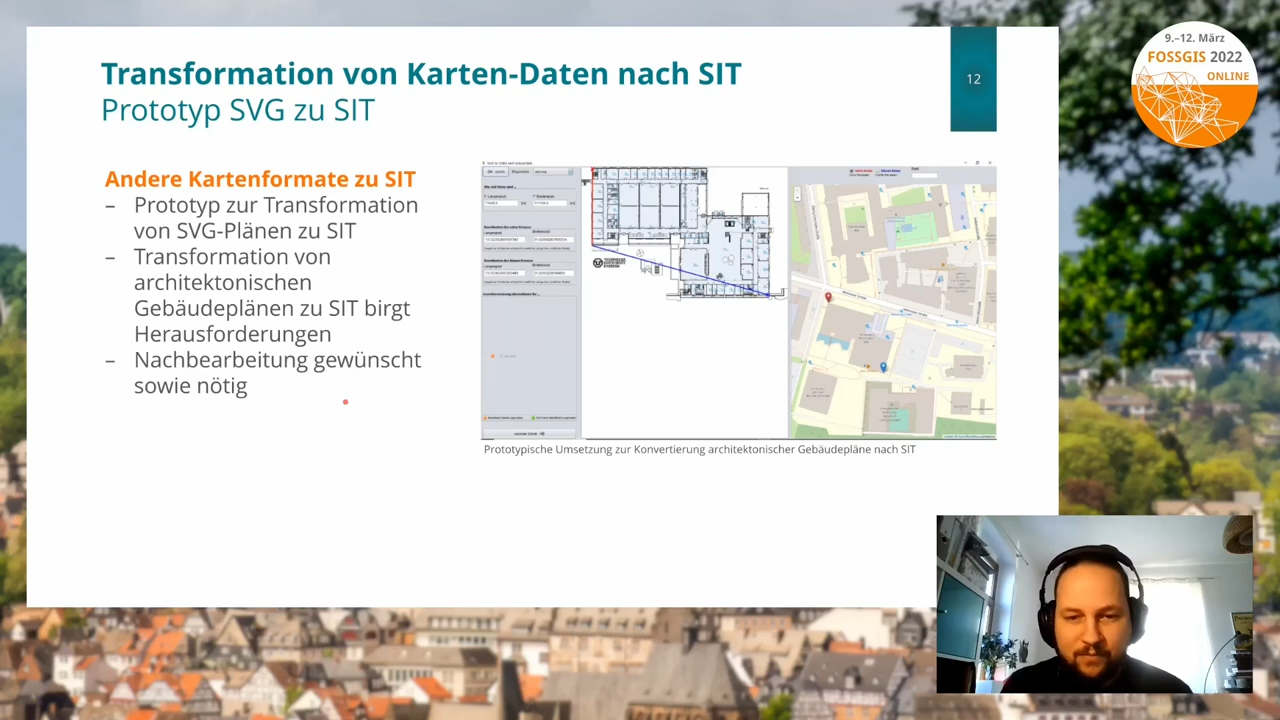 Transformation von Karten-Daten nach SIT
Prototyp SVG zu SIT
12
9.–12. März
FOSSGIS 2022
ONLINE
Andere Kartenformate zu SIT
– Prototyp zur Transformation
von SVG-Plänen zu SIT
– Transformation von
architektonischen
Gebäudeplänen zu SIT birgt
Herausforderungen
– Nachbearbeitung gewünscht
sowie nötig
Prototypische Umsetzung zur Konvertierung architektonischer Gebäudepläne nach SIT